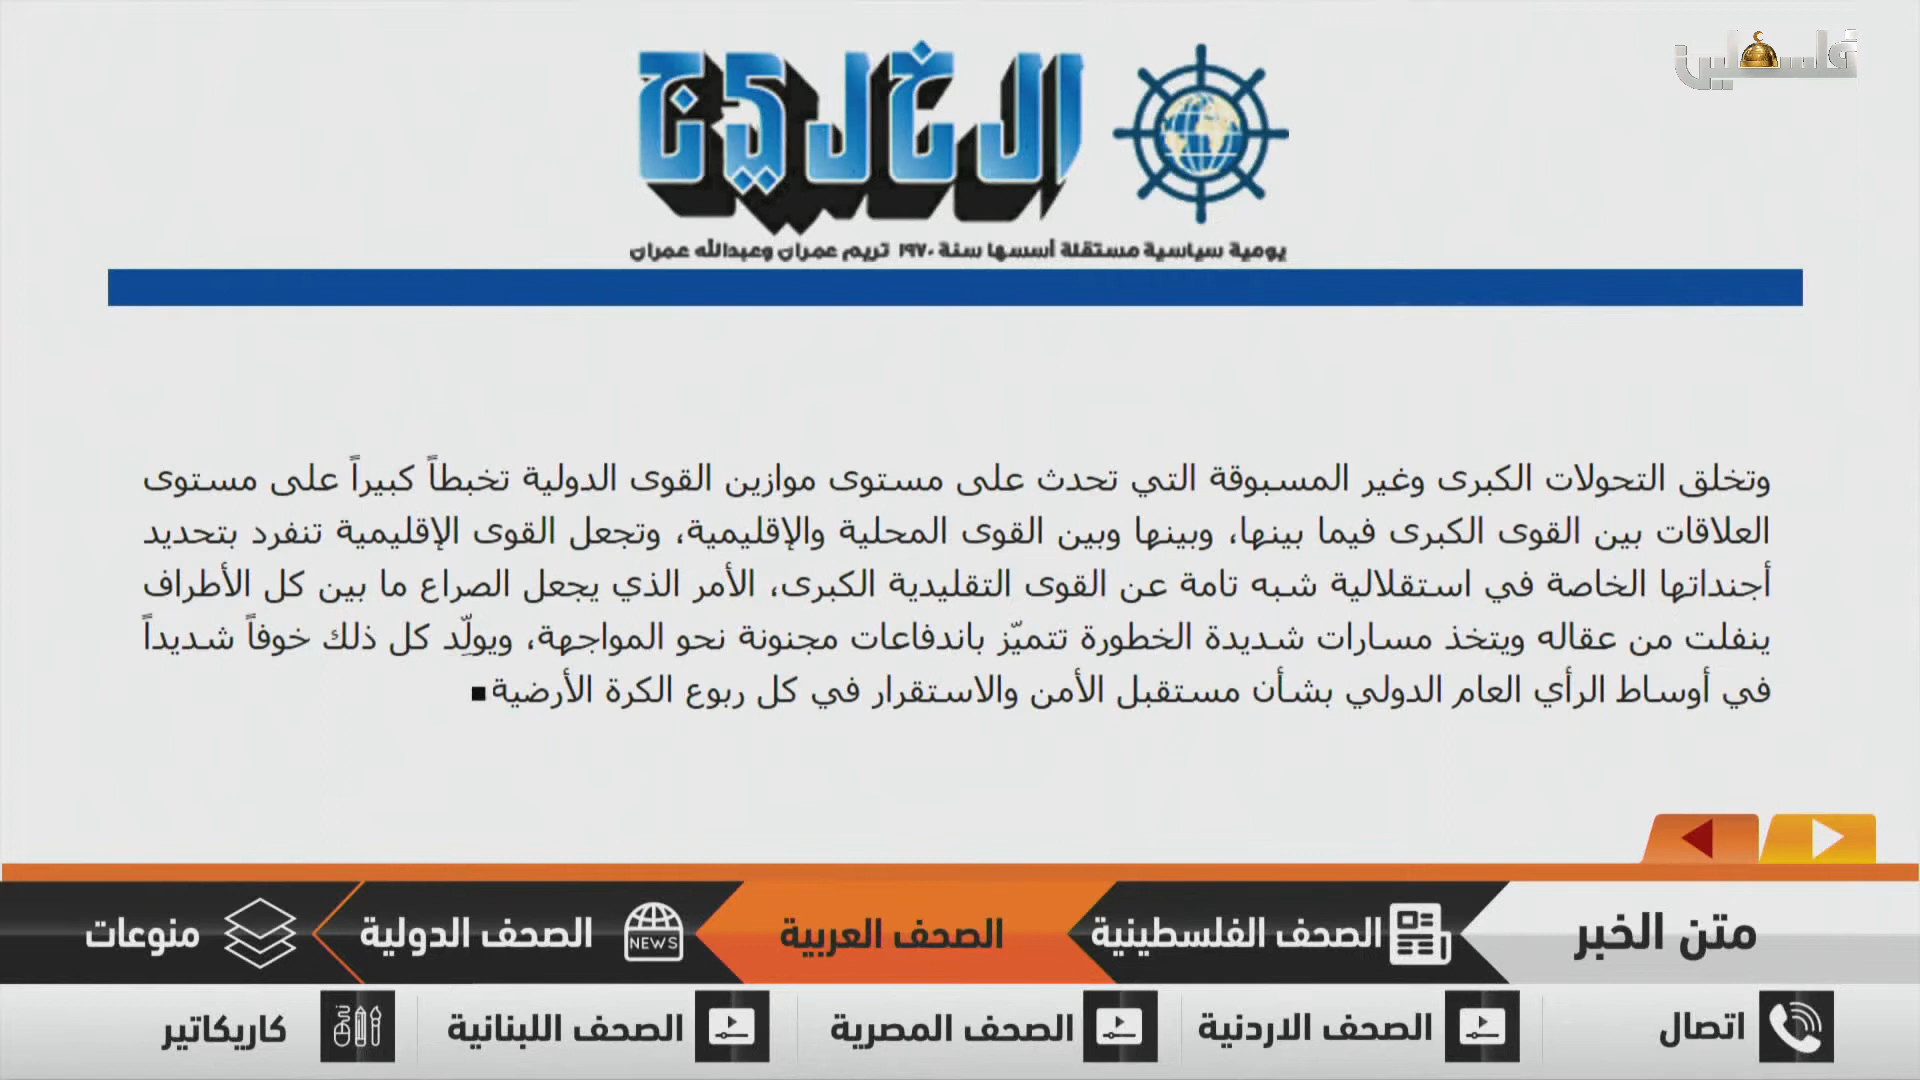 فلسطين
الخليج
يومية سياسية مستقلة أسسها سنة ١٩٧٠ تريم عمران وعبدالله عمران
وتخلق التحولات الكبرى وغير المسبوقة التي تحدث على مستوى موازين القوى الدولية تخبطاً كبيراً على مستوى
العلاقات بين القوى الكبرى فيما بينها، وبينها وبين القوى المحلية والإقليمية، وتجعل القوى الإقليمية تنفرد بتحديد
أجنداتها الخاصة في استقلالية شبه تامة عن القوى التقليدية الكبرى، الأمر الذي يجعل الصراع ما بين كل الأطراف
ينفلت من عقاله ويتخذ مسارات شديدة الخطورة تتميّز باندفاعات مجنونة نحو المواجهة، ويولّد كل ذلك خوفاً شديداً
في أوساط الرأي العام الدولي بشأن مستقبل الأمن والاستقرار في كل ربوع الكرة الأرضية■
متن الخبر
الصحف الفلسطينية
الصحف العربية
NEWS
الصحف الدولية
منوعات
اتصال
الصحف الاردنية
الصحف المصرية
الصحف اللبنانية
كاريكاتير